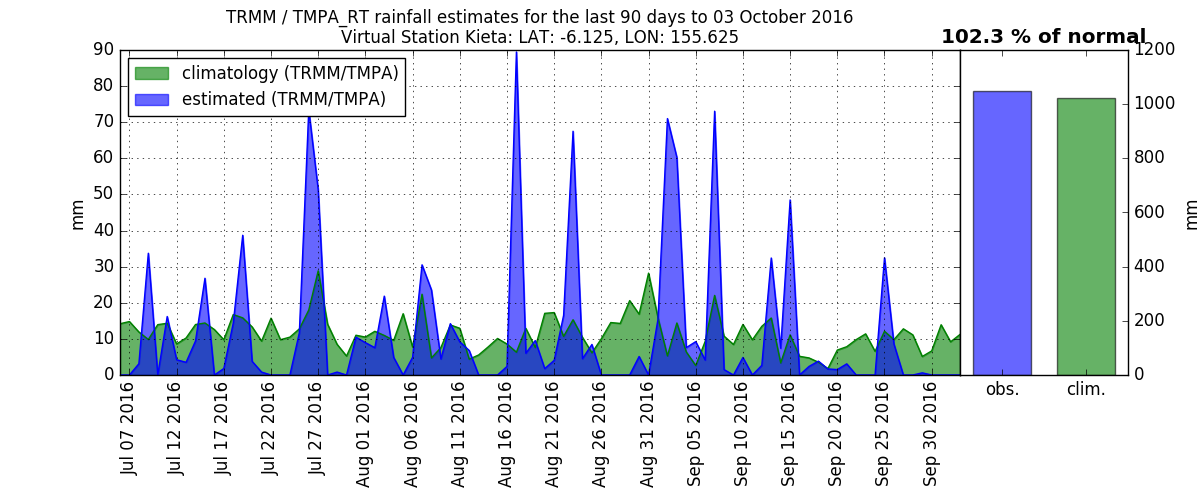 TRMM / TMPA_RT rainfall estimates for the last 90 days to 03 October 2016
Virtual Station Kieta: LAT: -6.125, LON: 155.625
102.3 % of normal
climatology (TRMM/TMPA)
estimated (TRMM/TMPA)
90
80
70
60
50
40
30
20
10
0
mm
Jul 07 2016
Jul 12 2016
Jul 17 2016
Jul 22 2016
Jul 27 2016
Aug 01 2016
Aug 06 2016
Aug 11 2016
Aug 16 2016
Aug 21 2016
Aug 26 2016
Aug 31 2016
Sep 05 2016
Sep 10 2016
Sep 15 2016
Sep 20 2016
Sep 25 2016
Sep 30 2016
obs.
clim.
1200
1000
800
600
400
200
0
mm